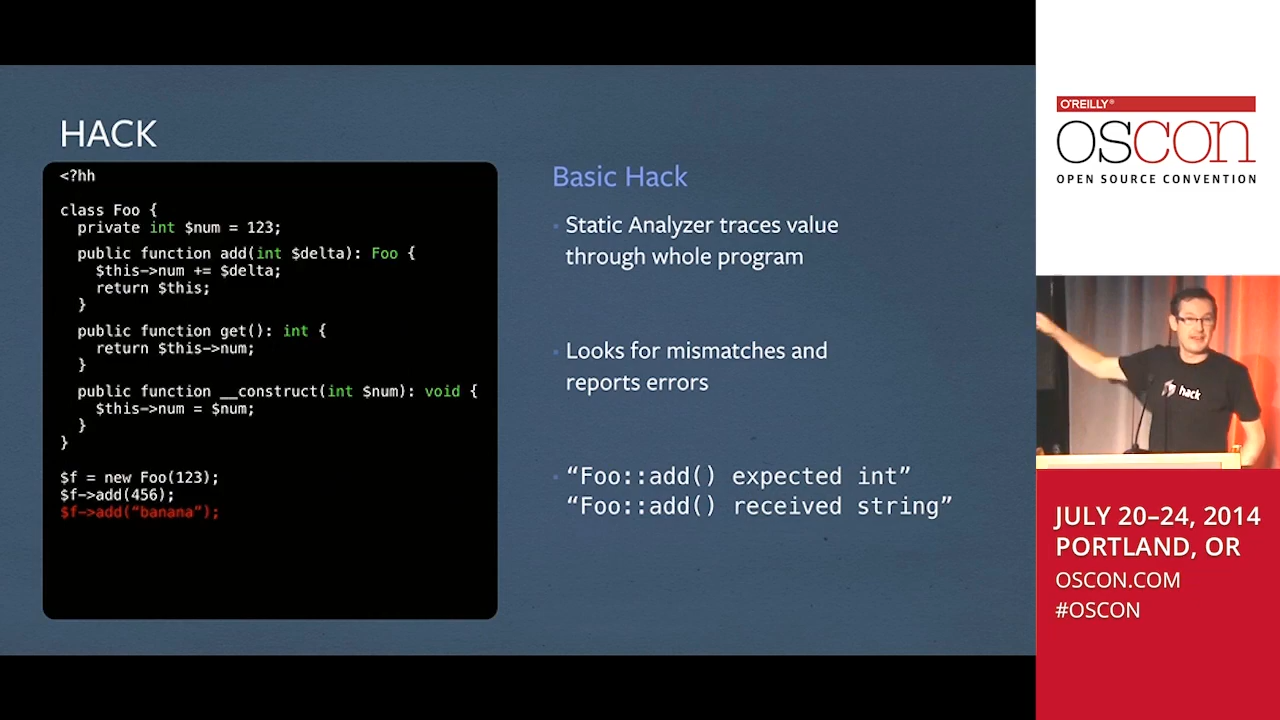 HACK
<?hh
class Foo {
private int $num = 123;
public function add(int $delta): Foo {
$this->num += $delta;
return $this;
}
public function get(): int {
return $this->num;
}
public function __construct(int $num): void {
$this->num = $num;
}
}
$f = new Foo(123);
$f->add(456);
$f->add(“banana”);
Basic Hack
Static Analyzer traces value
through whole program
Looks for mismatches and
reports errors
“Foo::add() expected int”
“Foo::add() received string”
O'REILLY®
OSCON
OPEN SOURCE CONVENTION
hack
JULY 20–24, 2014
PORTLAND, OR
OSCON.COM
#OSCON